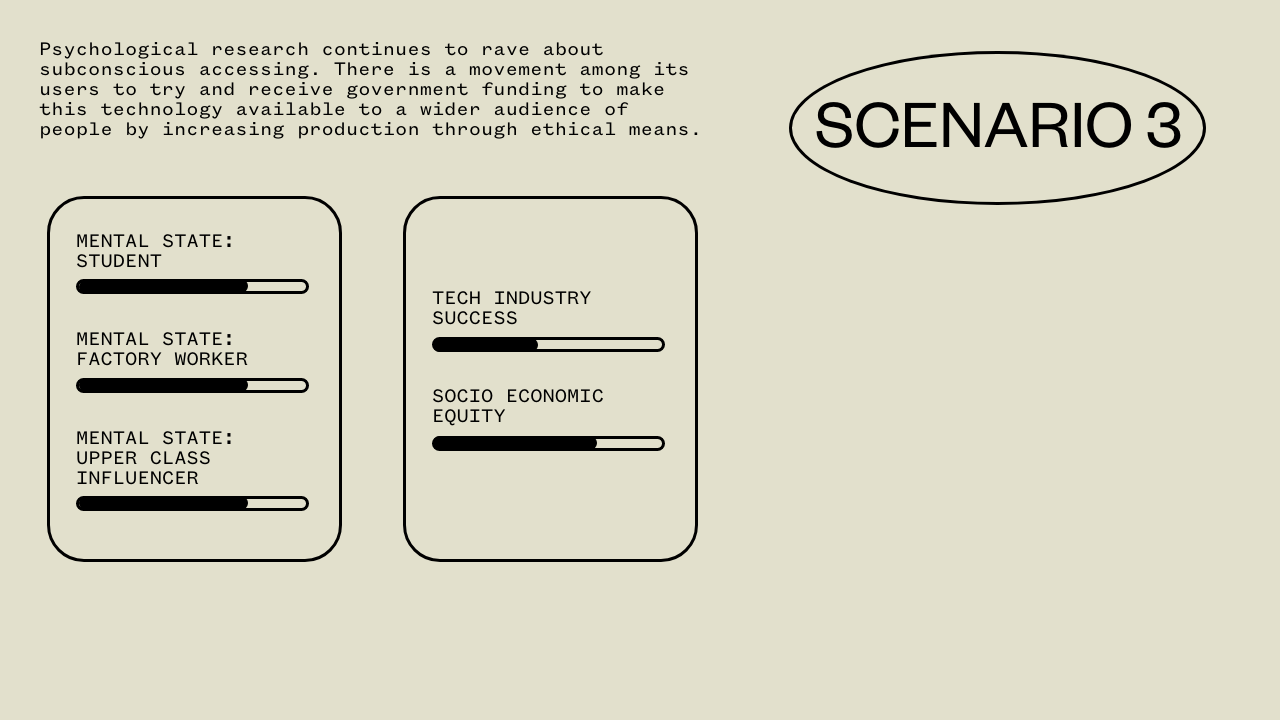 Psychological research continues to rave about
subconscious accessing. There is a movement among its
users to try and receive government funding to make
this technology available to a wider audience of
people by increasing production through ethical means.
SCENARIO 3
MENTAL STATE:
STUDENT
MENTAL STATE:
FACTORY WORKER
MENTAL STATE:
UPPER CLASS
INFLUENCER
TECH INDUSTRY
SUCCESS
SOCIO ECONOMIC
EQUITY